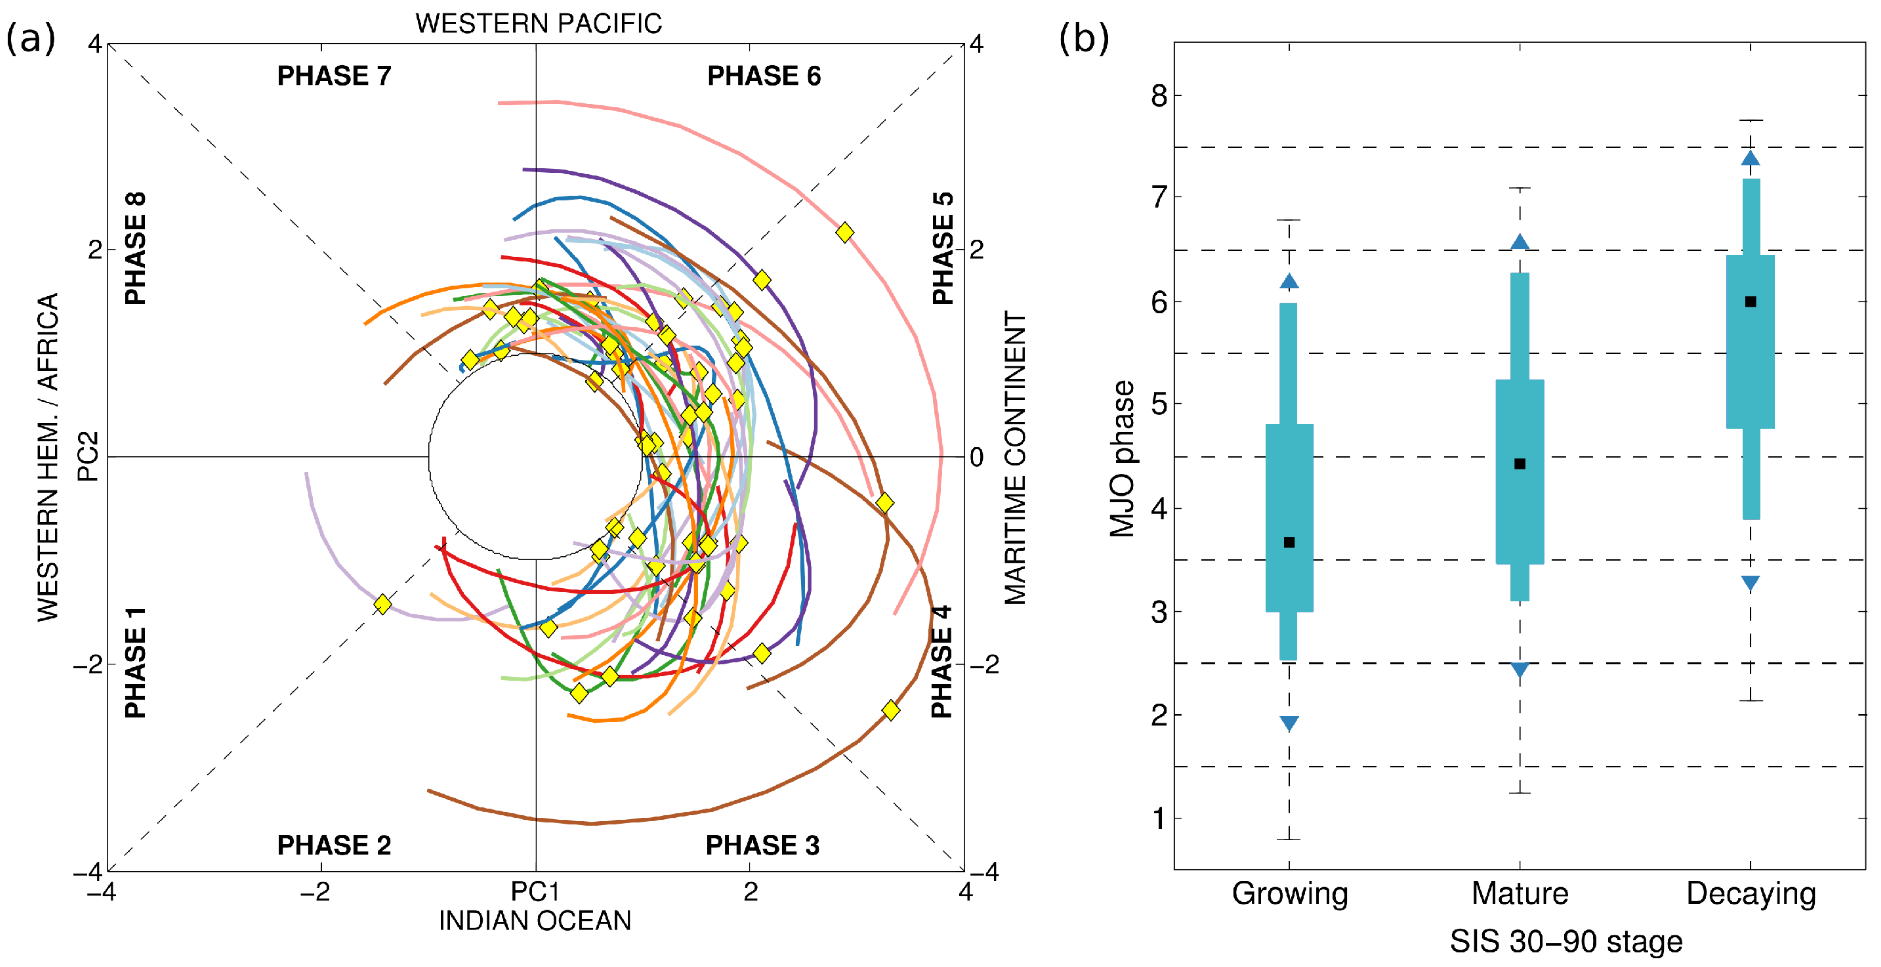 (a)
WESTERN PACIFIC
4
4
PHASE 7
PHASE 6
PHASE 8
PHASE 5
2
2
WESTERN HEM. / AFRICA
PC2
0
MARITIME CONTINENT
PHASE 1
PHASE 4
−2
−2
PHASE 2
PHASE 3
−4
−4
−4
−2
PC1
2
4
INDIAN OCEAN
(b)
8
7
6
5
4
3
2
1
MJO phase
Growing
Mature
Decaying
SIS 30−90 stage